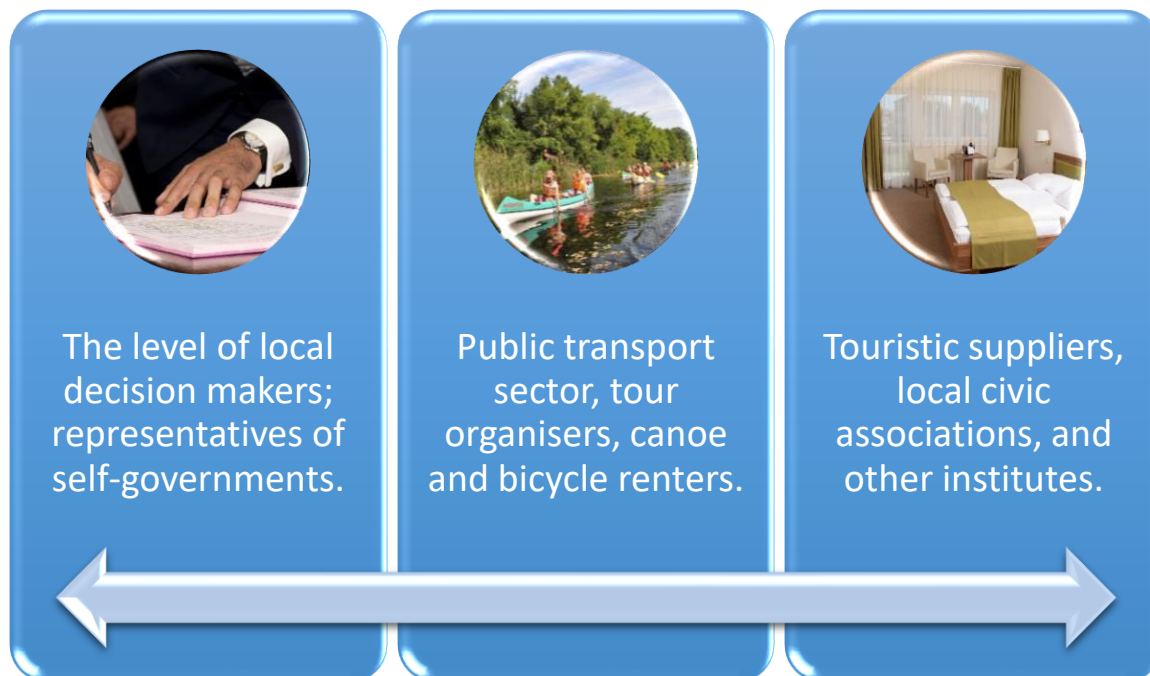 The level of local
decision makers;
representatives of
self-governments.
Public transport
sector, tour
organisers, canoe
and bicycle renters.
Touristic suppliers,
local civic
associations, and
other institutes.